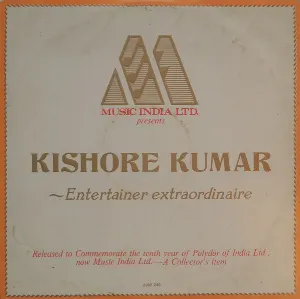 MUSIC INDIA LTD.
presents
KISHORE KUMAR
~Entertainer extraordinaire
Released to Commemorate the tenth year of Polydor of India Ltd
now Music India Ltd.—A Collector's item